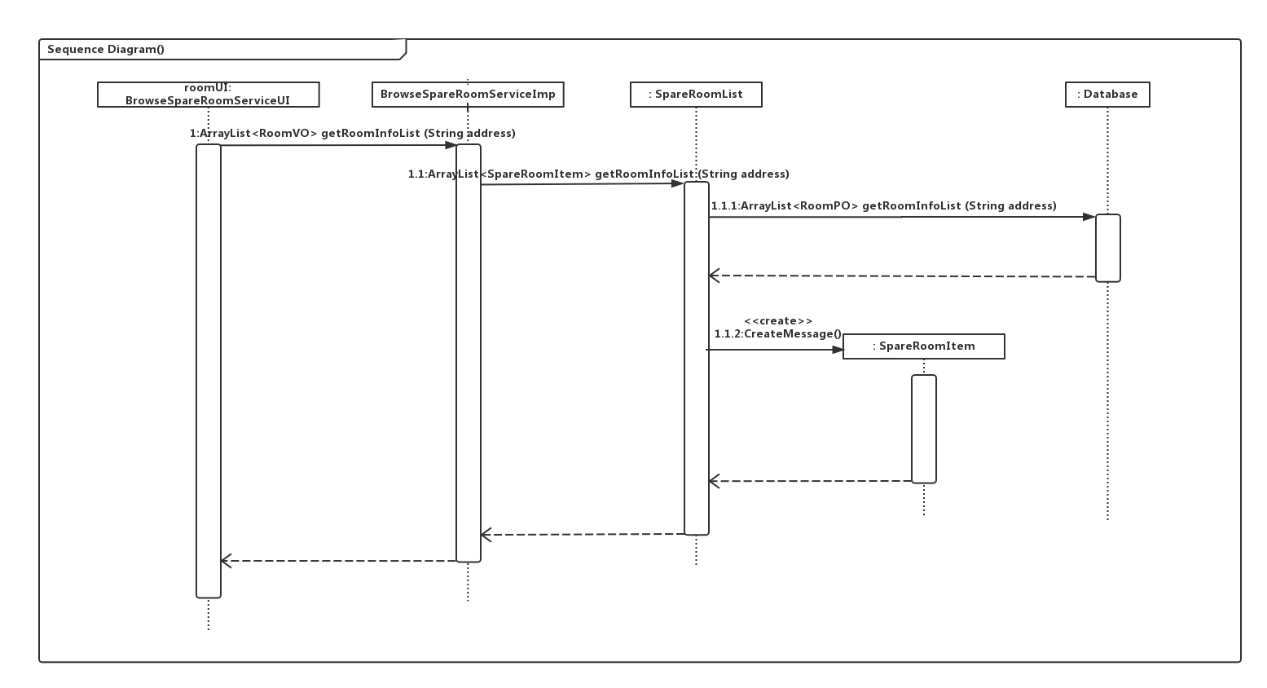 Sequence Diagram()
roomUI:
BrowseSpareRoomServiceUI
BrowseSpareRoomServiceImp
: SpareRoomList
: Database
1:ArrayList<RoomVO> getRoomInfoList (String address)
1.1:ArrayList<SpareRoomItem> getRoomInfoList (String address)
1.1.1:ArrayList<RoomPO> getRoomInfoList (String address)
<<create>>
1.1.2:CreateMessage()
: SpareRoomItem